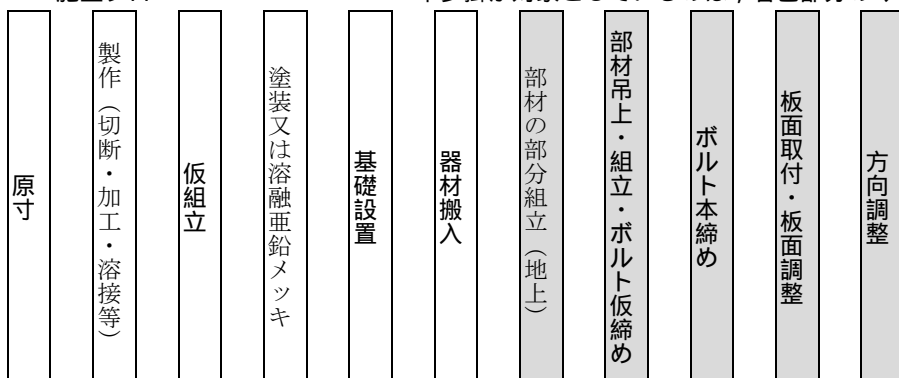 原寸
製作（切断・加工・溶接等）
仮組立
塗装又は溶融亜鉛メッキ
基礎設置
器材搬入
部材の部分組立（地上）
部材吊上・組立・ボルト仮締め
ボルト本締め
板面取付・板面調整
方向調整